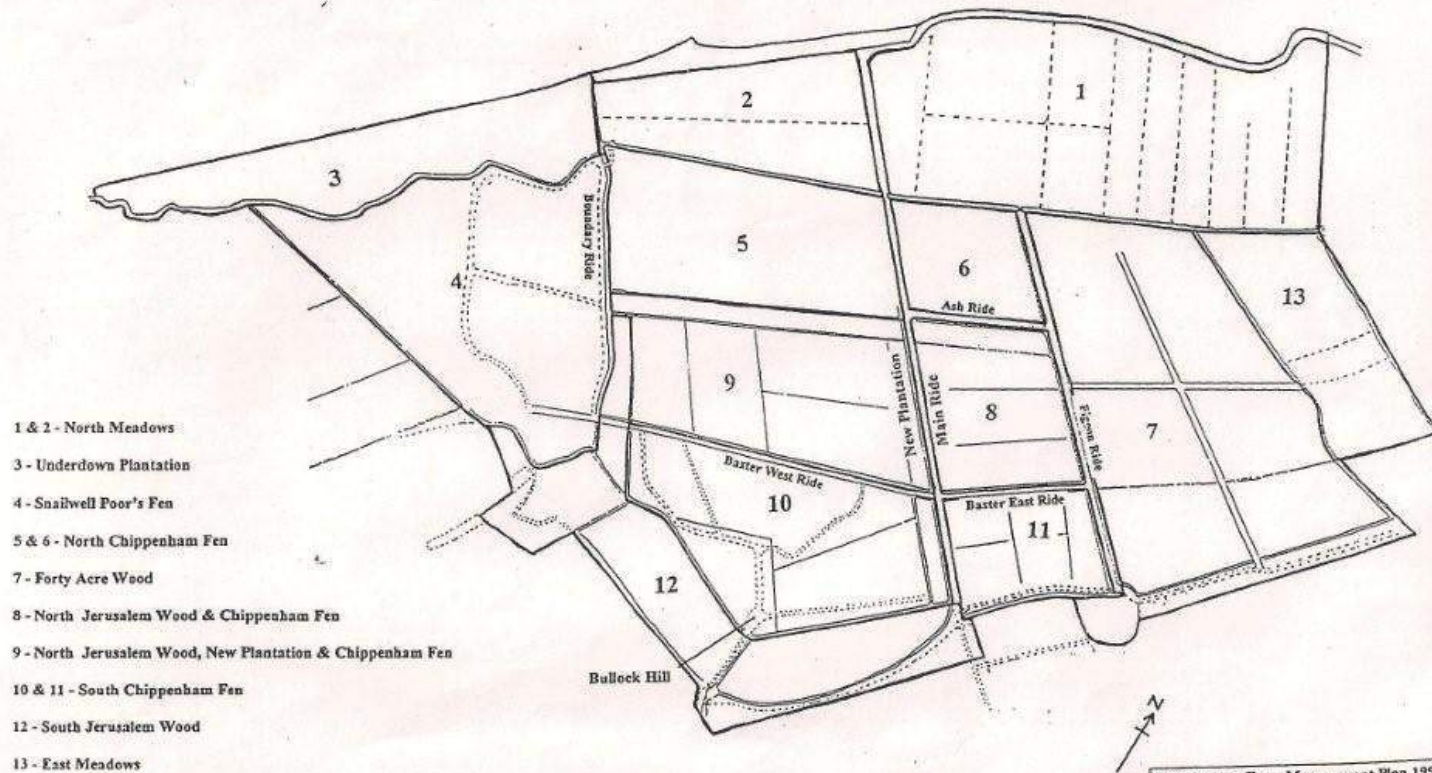 1
2
3
Boundary Ride
4
5
6
13
Ash Ride
9
New Plantation
Main Ride
8
7
Baxter West Ride
10
Baxter East Ride
11
12
Bullock Hill
1 & 2 - North Meadows
3 - Underdown Plantation
4 - Snailwell Poor's Fen
5 & 6 - North Chippenham Fen
7 - Forty Acre Wood
8 - North Jerusalem Wood & Chippenham Fen
9 - North Jerusalem Wood, New Plantation & Chippenham Fen
10 & 11 - South Chippenham Fen
12 - South Jerusalem Wood
13 - East Meadows
Z